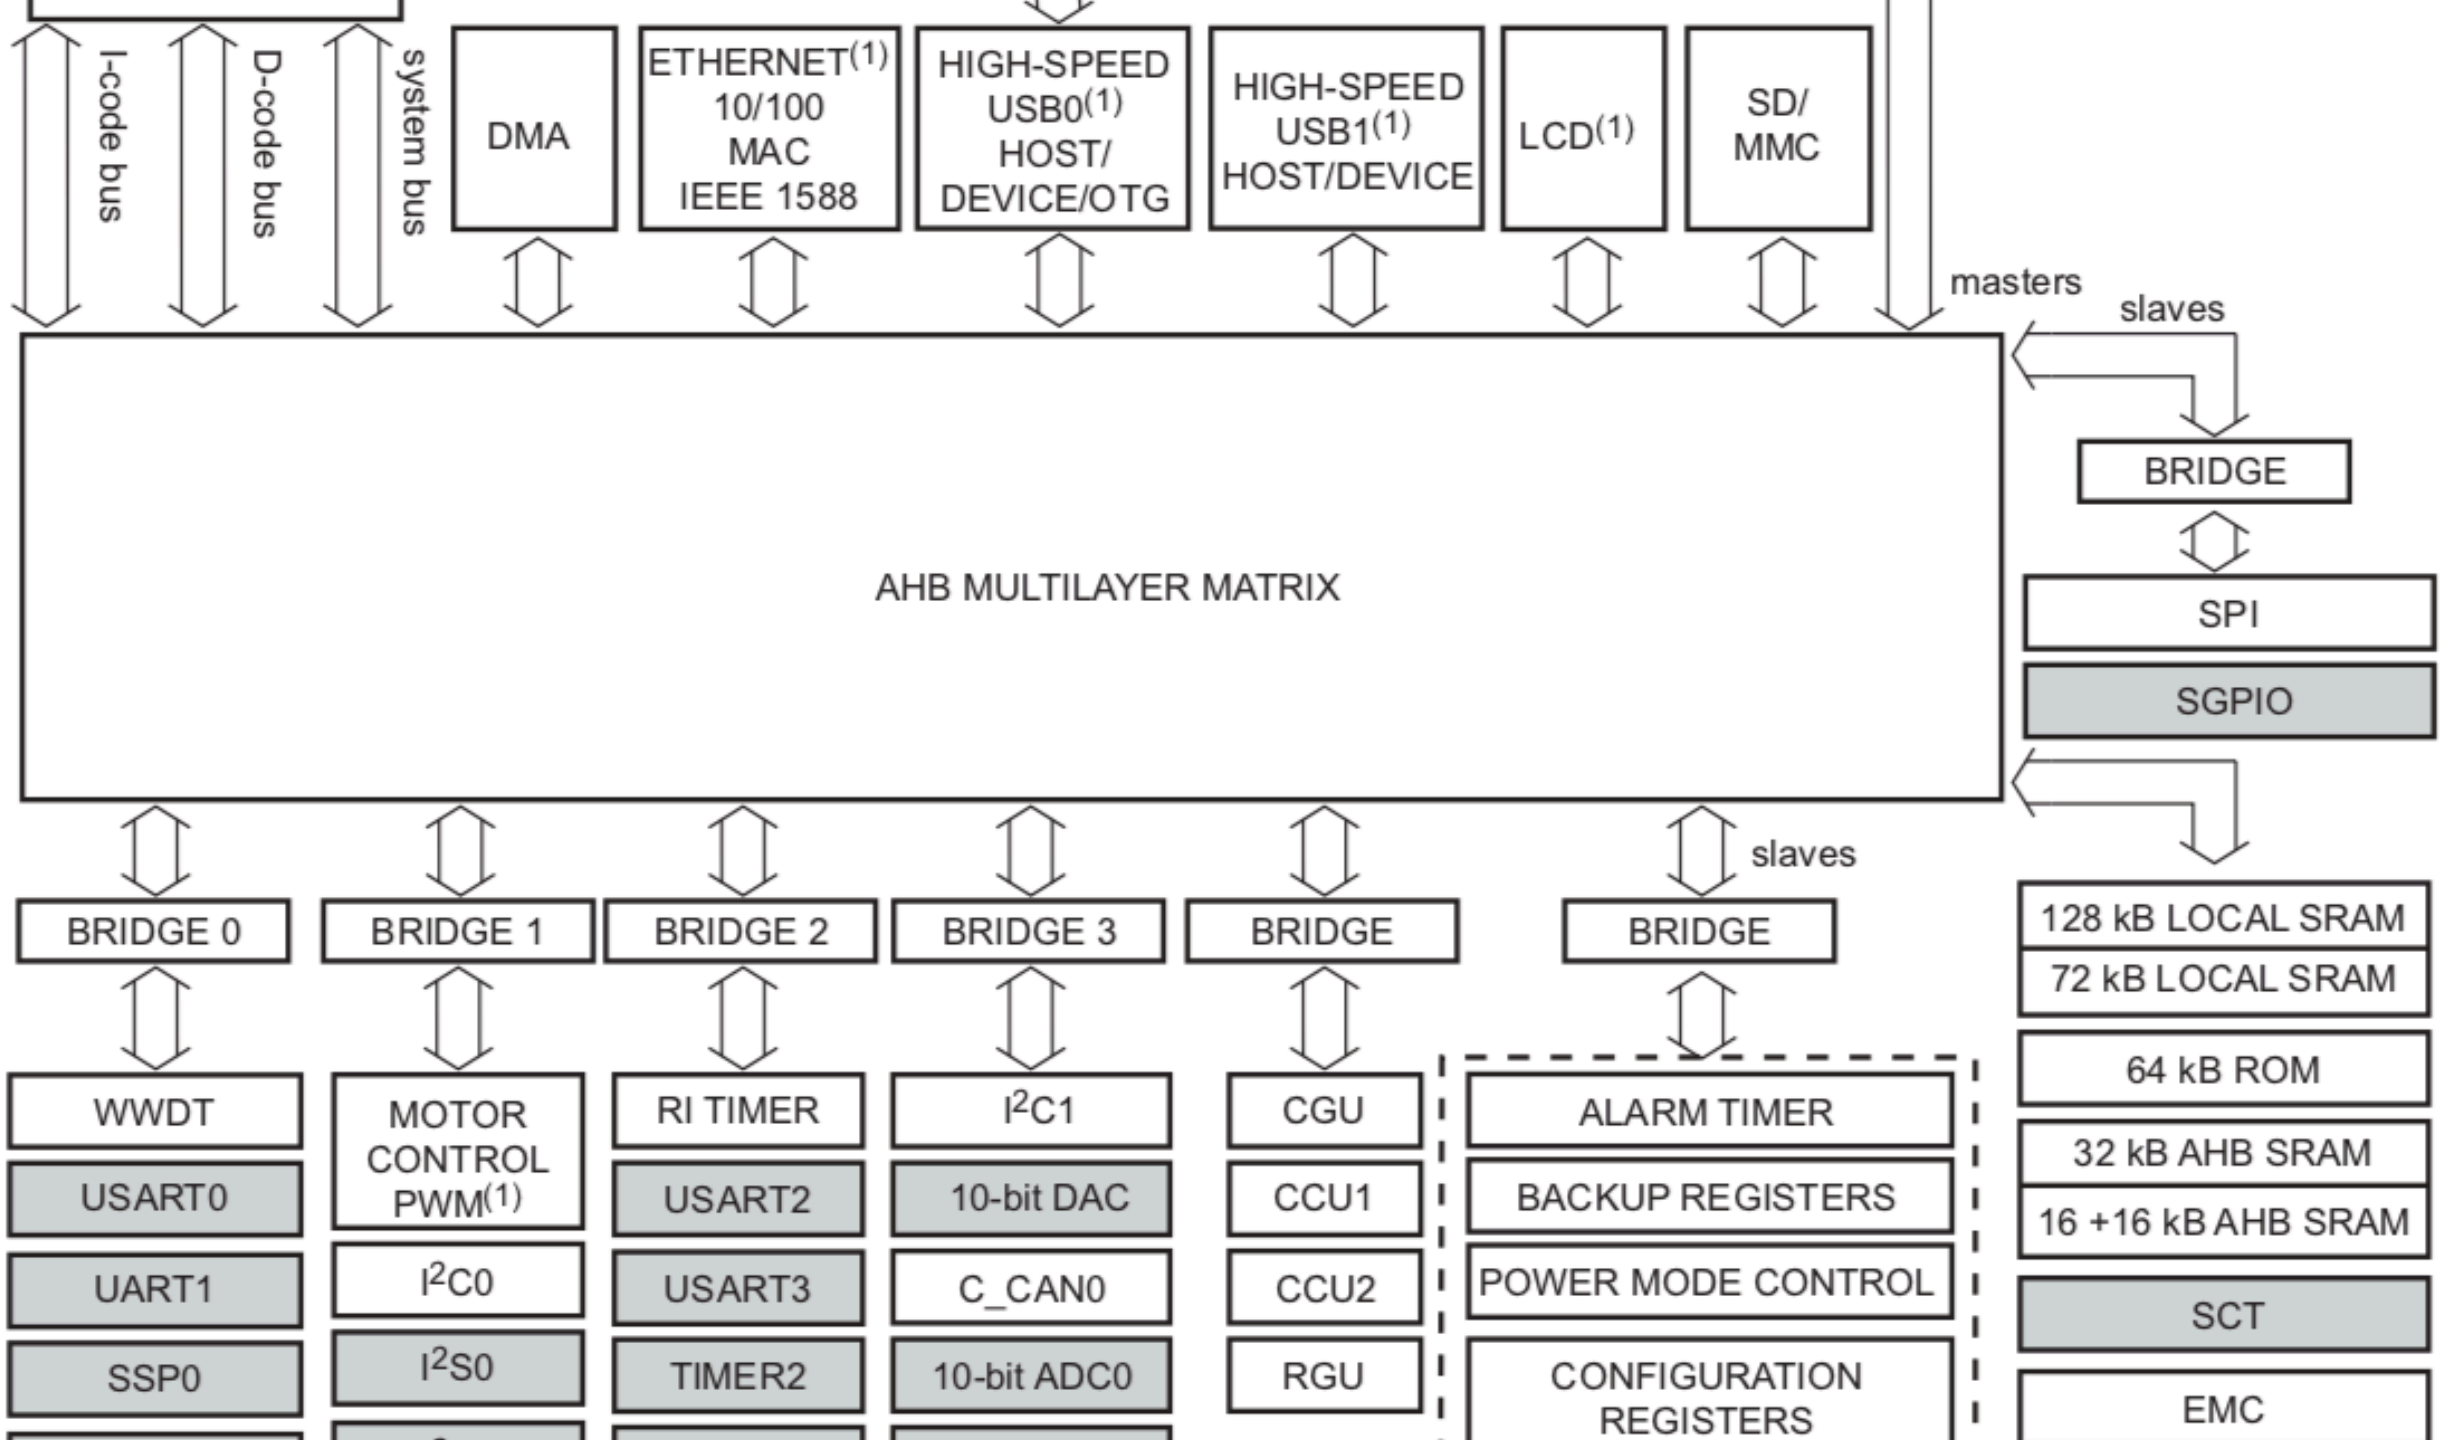 I-code bus
D-code bus
system bus
DMA
ETHERNET(1)
10/100
MAC
IEEE 1588
HIGH-SPEED
USB0(1)
HOST/
DEVICE/OTG
HIGH-SPEED
USB1(1)
HOST/DEVICE
LCD(1)
SD/
MMC
masters
slaves
BRIDGE
SPI
SGPIO
AHB MULTILAYER MATRIX
slaves
BRIDGE 0
BRIDGE 1
BRIDGE 2
BRIDGE 3
BRIDGE
BRIDGE
WWDT
USART0
UART1
SSP0
MOTOR
CONTROL
PWM(1)
I2C0
I2S0
RI TIMER
USART2
USART3
TIMER2
I2C1
10-bit DAC
C_CAN0
10-bit ADC0
CGU
CCU1
CCU2
RGU
ALARM TIMER
BACKUP REGISTERS
POWER MODE CONTROL
CONFIGURATION
REGISTERS
128 kB LOCAL SRAM
72 kB LOCAL SRAM
64 kB ROM
32 kB AHB SRAM
16 +16 kB AHB SRAM
SCT
EMC